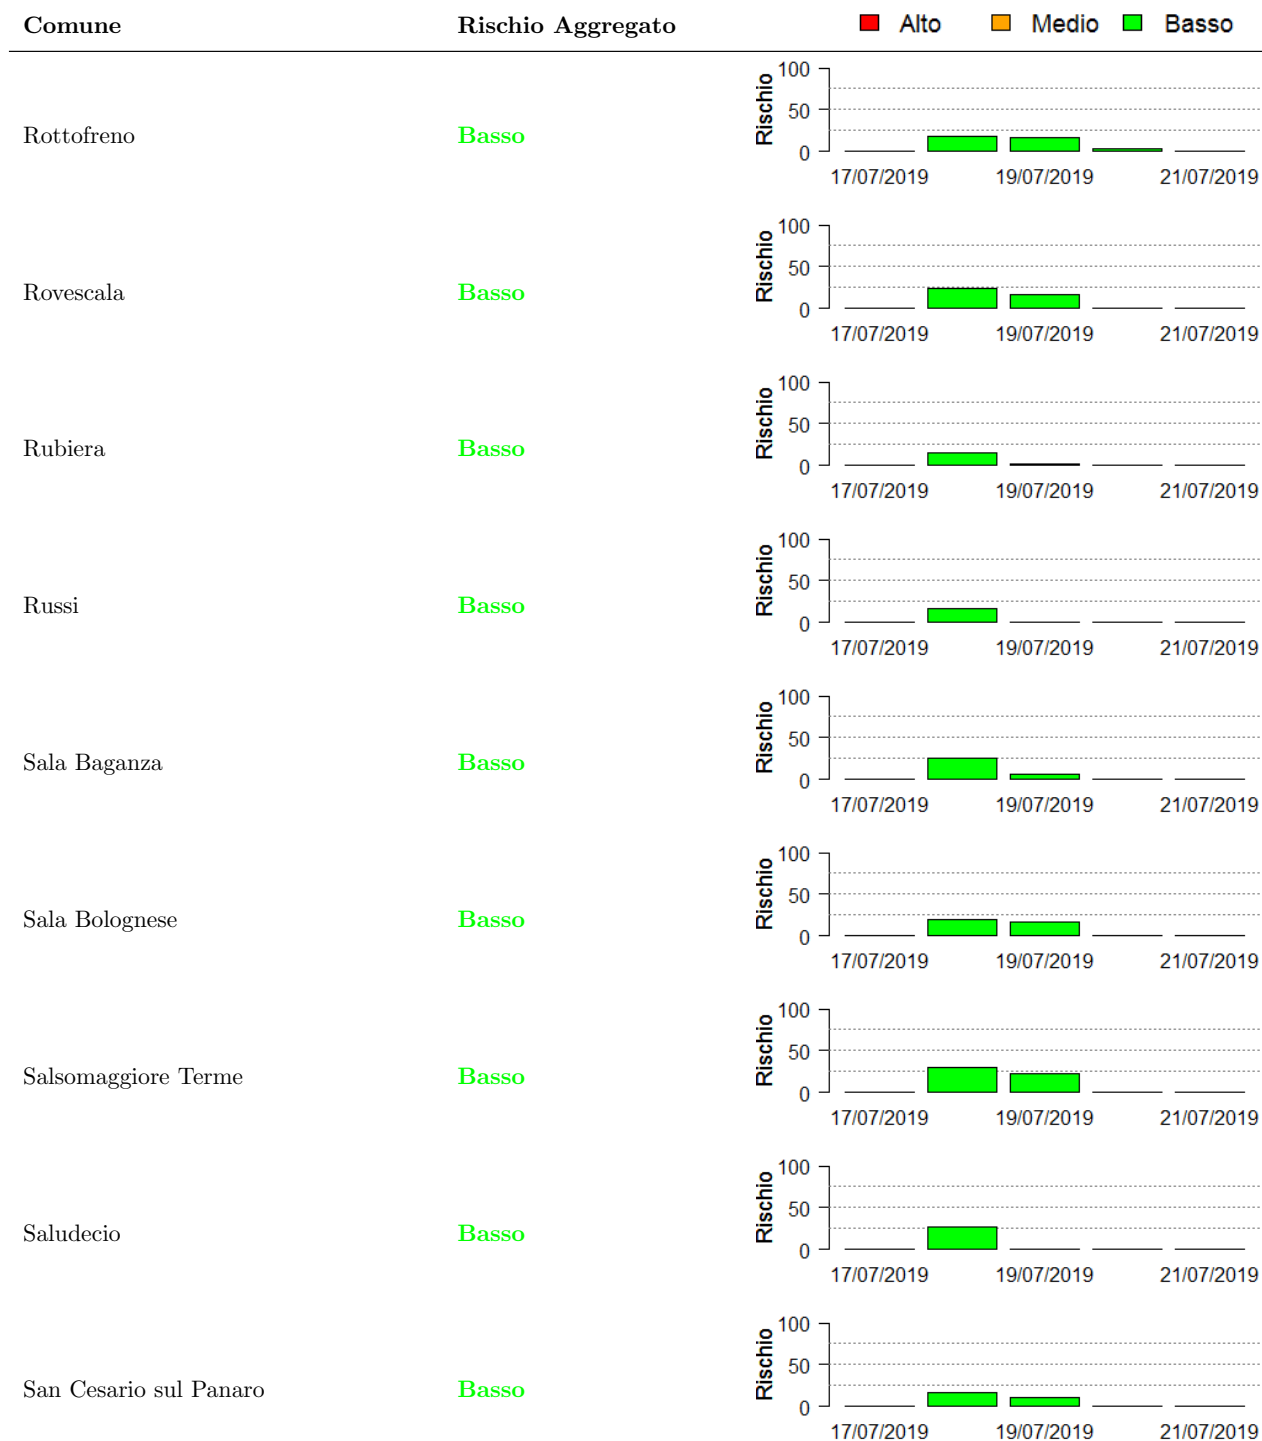 Comune Rischio Aggregato Alto Medio Basso
100
50
0
Rischio
Rottofreno Basso
17/07/2019 19/07/2019 21/07/2019
100
50
0
Rischio
Rovescala Basso
17/07/2019 19/07/2019 21/07/2019
100
50
0
Rischio
Rubiera Basso
17/07/2019 19/07/2019 21/07/2019
100
50
0
Rischio
Russi Basso
17/07/2019 19/07/2019 21/07/2019
100
50
0
Rischio
Sala Baganza Basso
17/07/2019 19/07/2019 21/07/2019
100
50
0
Rischio
Sala Bolognese Basso
17/07/2019 19/07/2019 21/07/2019
100
50
0
Rischio
Salsomaggiore Terme Basso
17/07/2019 19/07/2019 21/07/2019
100
50
0
Rischio
Saludecio Basso
17/07/2019 19/07/2019 21/07/2019
100
50
0
Rischio
San Cesario sul Panaro Basso
17/07/2019 19/07/2019 21/07/2019